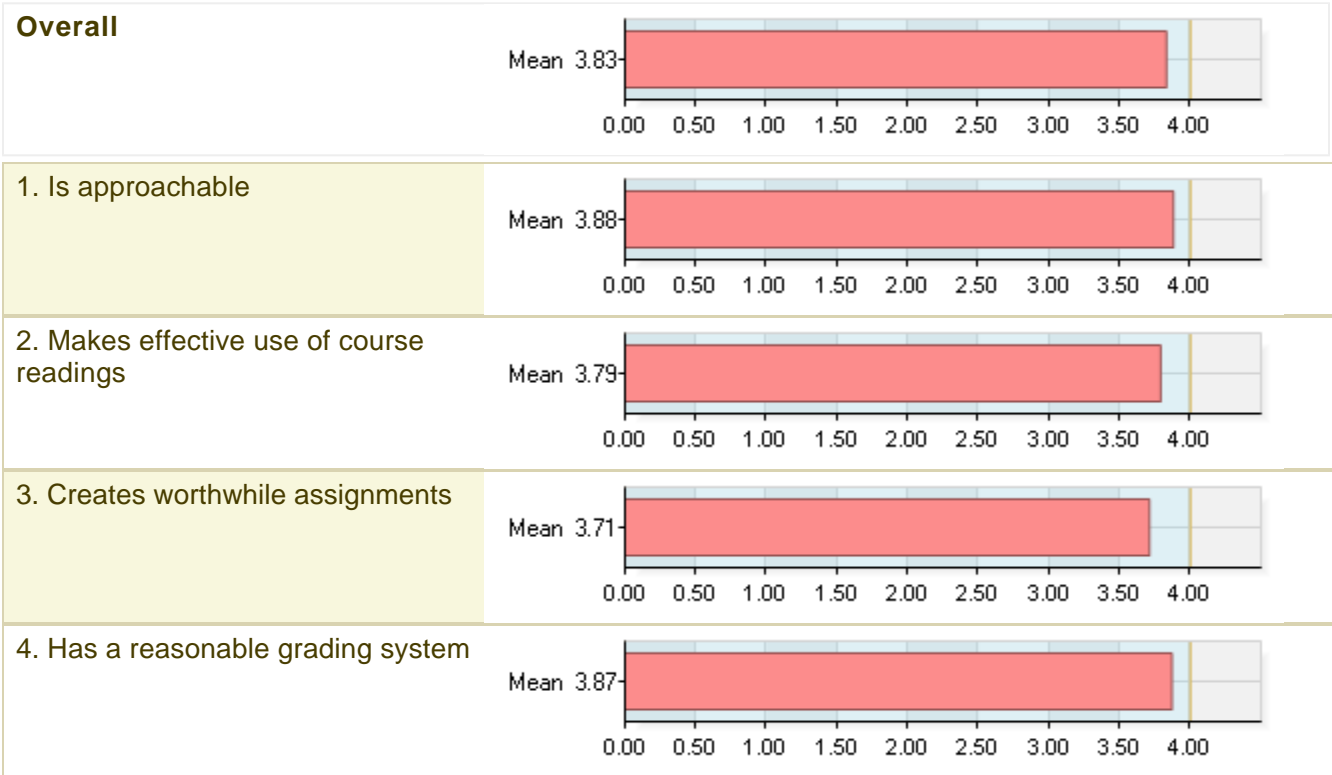 Overall
Mean 3.83
0.00 0.50 1.00 1.50 2.00 2.50 3.00 3.50 4.00
1. Is approachable
Mean 3.88
0.00 0.50 1.00 1.50 2.00 2.50 3.00 3.50 4.00
2. Makes effective use of course
readings
Mean 3.79
0.00 0.50 1.00 1.50 2.00 2.50 3.00 3.50 4.00
3. Creates worthwhile assignments
Mean 3.71
0.00 0.50 1.00 1.50 2.00 2.50 3.00 3.50 4.00
4. Has a reasonable grading system
Mean 3.87
0.00 0.50 1.00 1.50 2.00 2.50 3.00 3.50 4.00